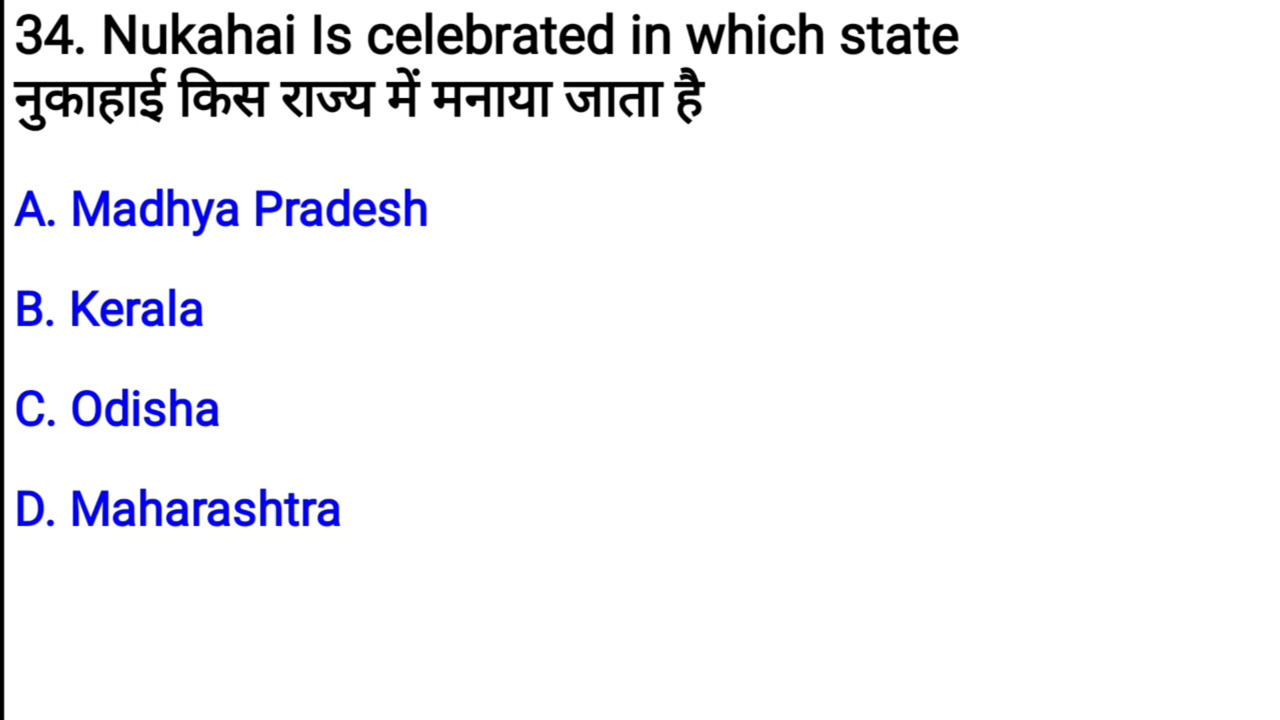 34. Nukahai Is celebrated in which state
नुकाहाई किस राज्य में मनाया जाता है
A. Madhya Pradesh
B. Kerala
C. Odisha
D. Maharashtra